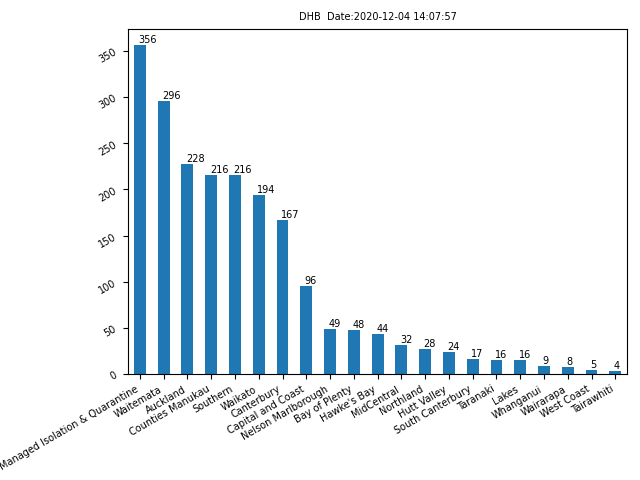 DHB Date:2020-12-04 14:07:57
350
300
250
200
150
100
50
0
356
296
228
216
216
194
167
96
49
48
44
32
28
24
17
16
16
9
8
5
4
Managed Isolation & Quarantine
Waitemata
Auckland
Counties Manukau
Southern
Waikato
Canterbury
Capital and Coast
Nelson Marlborough
Bay of Plenty
Hawke's Bay
MidCentral
Northland
Hutt Valley
South Canterbury
Taranaki
Lakes
Whanganui
Wairarapa
West Coast
Tairawhiti